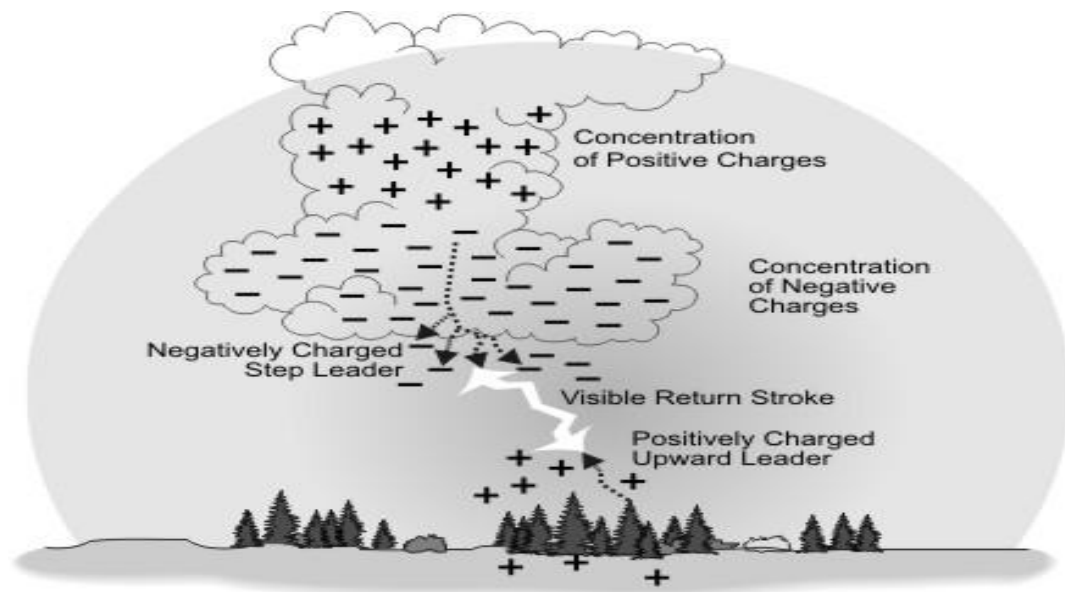 Concentration
of Positive Charges
Concentration
of Negative
Charges
Negatively Charged
Step Leader
Visible Return Stroke
Positively Charged
Upward Leader